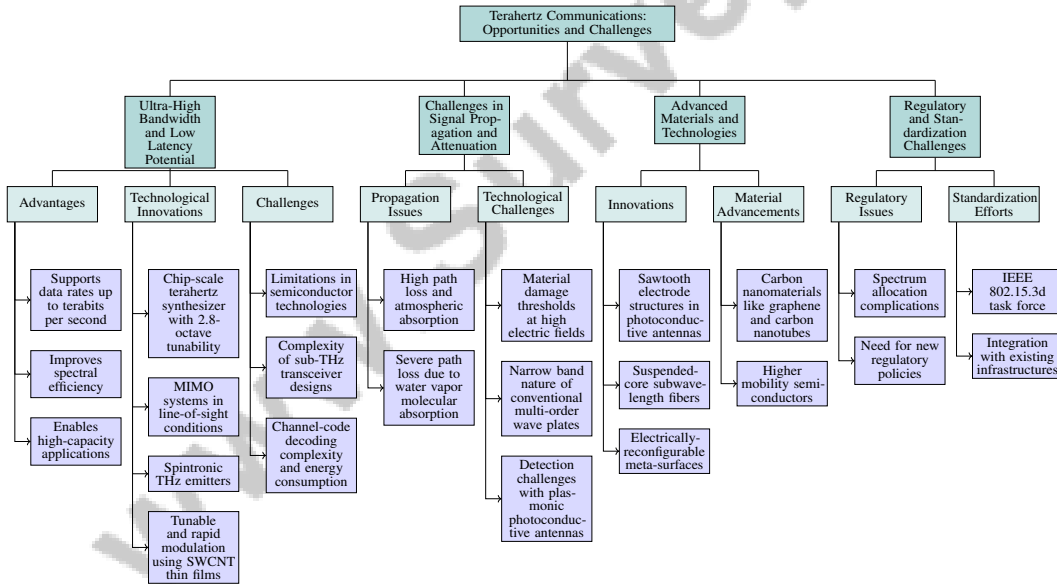 Terahertz Communications:
Opportunities and Challenges
Ultra-High
Bandwidth
and Low
Latency
Potential
Challenges in
Signal Prop-
agation and
Attenuation
Advanced
Materials and
Technologies
Regulatory
and Stan-
dardization
Challenges
Advantages
Technological
Innovations
Challenges
Propagation
Issues
Technological
Challenges
Innovations
Material
Advancements
Regulatory
Issues
Standardization
Efforts
Supports
data rates up
to terabits
per second
Improves
spectral
efficiency
Enables
high-capacity
applications
Chip-scale
terahertz
synthesizer
with 2.8-
octave
tunability
MIMO
systems in
line-of-sight
conditions
Spintronic
THz emitters
Tunable
and rapid
modulation
using SWCNT
thin films
Limitations in
semiconductor
technologies
Complexity
of sub-THz
transceiver
designs
Channel-code
decoding
complexity
and energy
consumption
High path
loss and
atmospheric
absorption
Severe path
loss due to
water vapor
molecular
absorption
Material
damage
thresholds
at high
electric fields
Narrow band
nature of
conventional
multi-order
wave plates
Detection
challenges
with plas-
monic
photoconduc-
tive antennas
Sawtooth
electrode
structures in
photoconductive
antennas
Suspended-
core subwave-
length fibers
Electrically-
reconfigurable
meta-surfaces
Carbon
nanomaterials
like graphene
and carbon
nanotubes
Higher
mobility semi-
conductors
Spectrum
allocation
complications
Need for new
regulatory
policies
IEEE
802.15.3d
task force
Integration
with existing
infrastructures
www.Surve